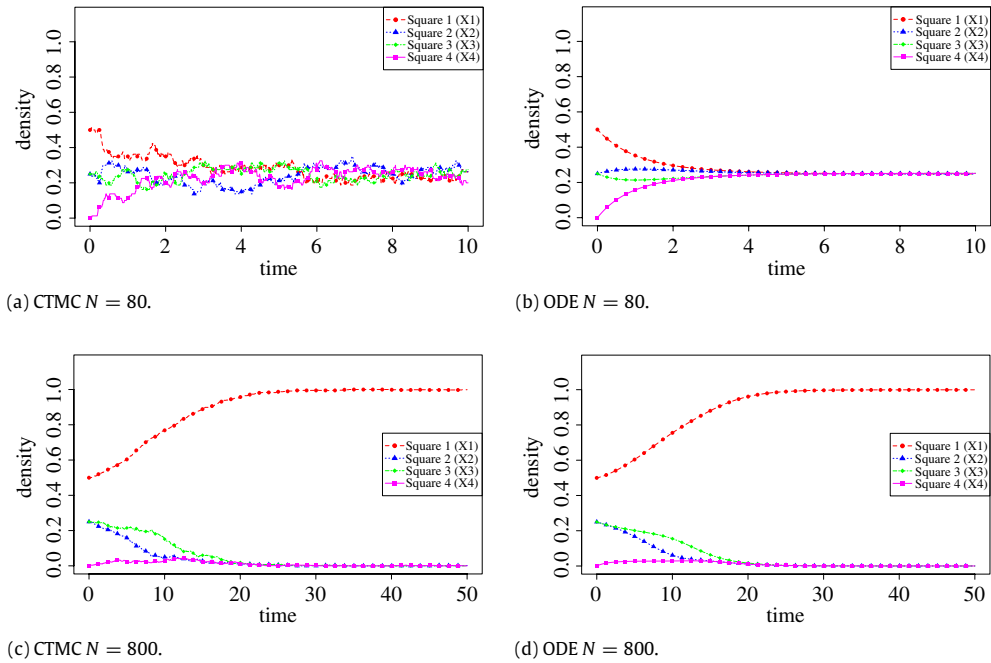 Square 1 (X1)
Square 2 (X2)
Square 3 (X3)
Square 4 (X4)
density
0.0 0.2 0.4 0.6 0.8 1.0
0 2 4 6 8 10
time
(a) CTMC N = 80.
Square 1 (X1)
Square 2 (X2)
Square 3 (X3)
Square 4 (X4)
density
0.0 0.2 0.4 0.6 0.8 1.0
0 2 4 6 8 10
time
(b) ODE N = 80.
Square 1 (X1)
Square 2 (X2)
Square 3 (X3)
Square 4 (X4)
density
0.0 0.2 0.4 0.6 0.8 1.0
0 10 20 30 40 50
time
(c) CTMC N = 800.
Square 1 (X1)
Square 2 (X2)
Square 3 (X3)
Square 4 (X4)
density
0.0 0.2 0.4 0.6 0.8 1.0
0 10 20 30 40 50
time
(d) ODE N = 800.